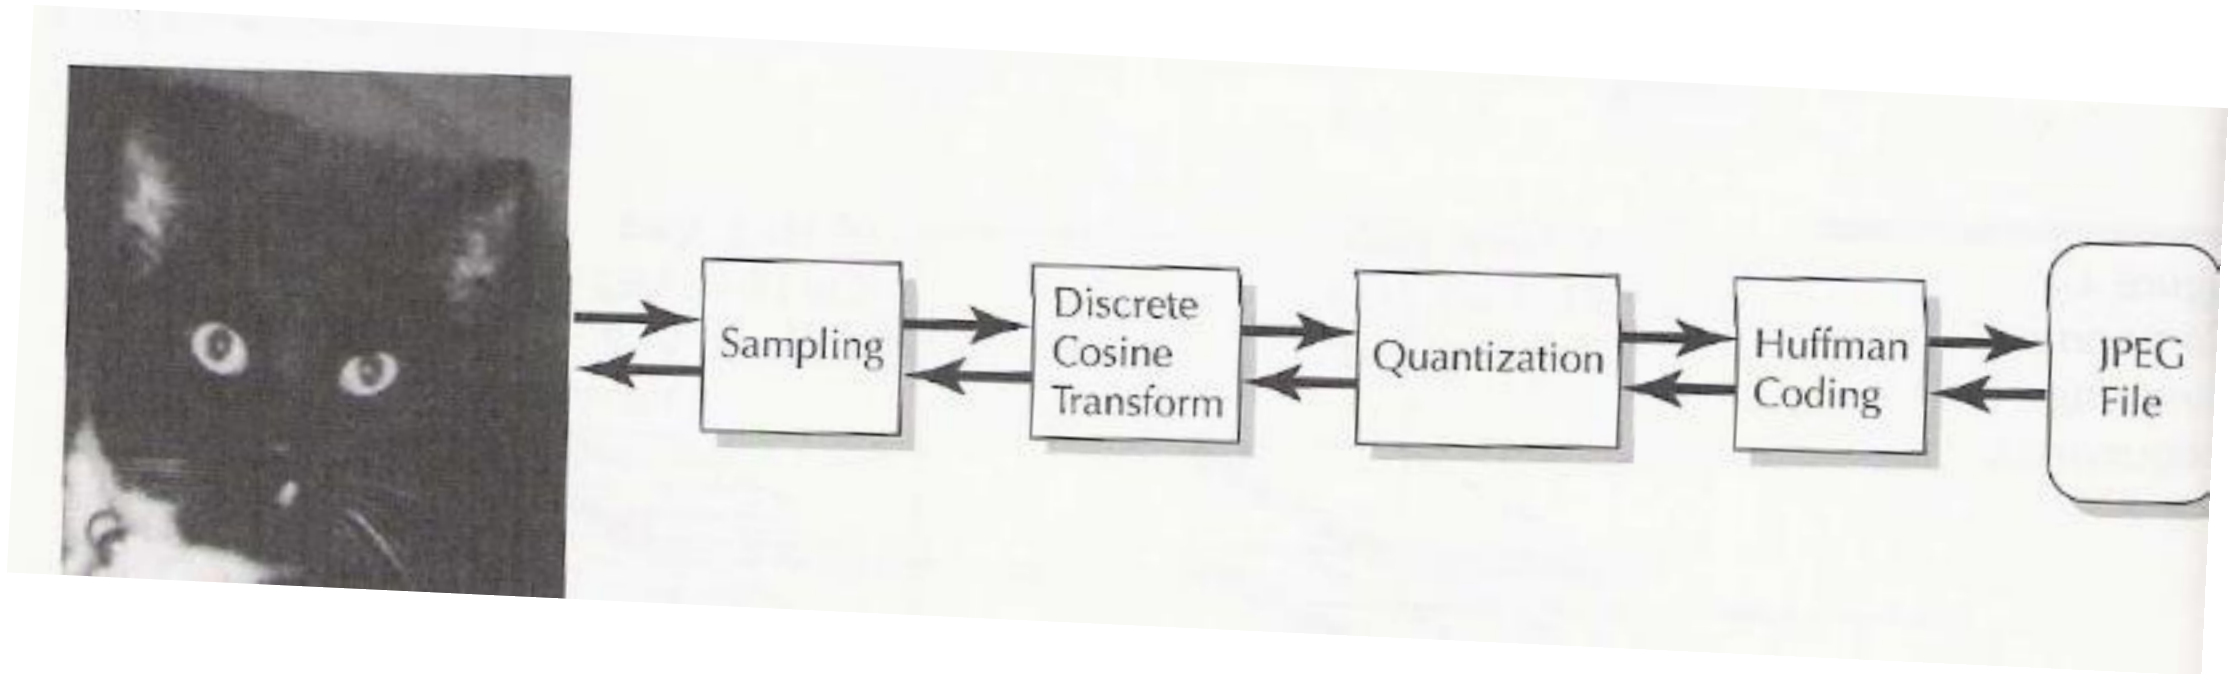 Sampling
Discrete
Cosine
Transform
Quantization
Huffman
Coding
JPEG
File